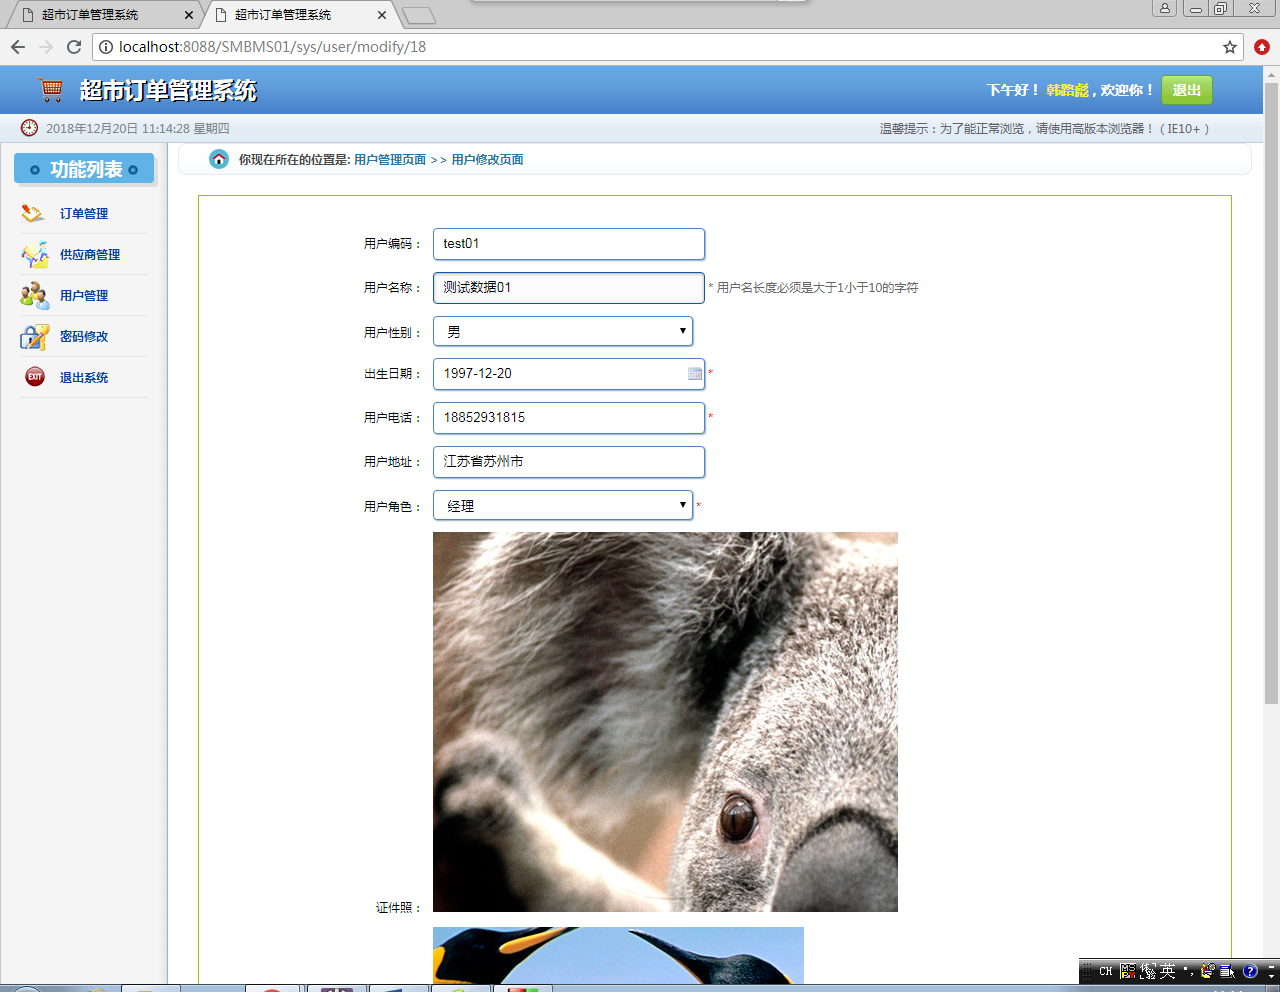 超市订单管理系统
超市订单管理系统
localhost:8088/SMBMS01/sys/user/modify/18
超市订单管理系统
下午好！ 韩路彪 , 欢迎你！ 退出
2018年12月20日 11:14:28 星期四
温馨提示：为了能正常浏览，请使用高版本浏览器！（IE10+）
功能列表
你现在所在的位置是: 用户管理页面 >> 用户修改页面
订单管理
供应商管理
用户管理
密码修改
EXIT 退出系统
用户编码： test01
用户名称： 测试数据01 * 用户名长度必须是大于1小于10的字符
用户性别： 男
出生日期： 1997-12-20 *
用户电话： 18852931815 *
用户地址： 江苏省苏州市
用户角色： 经理 *
证件照：
CH 英